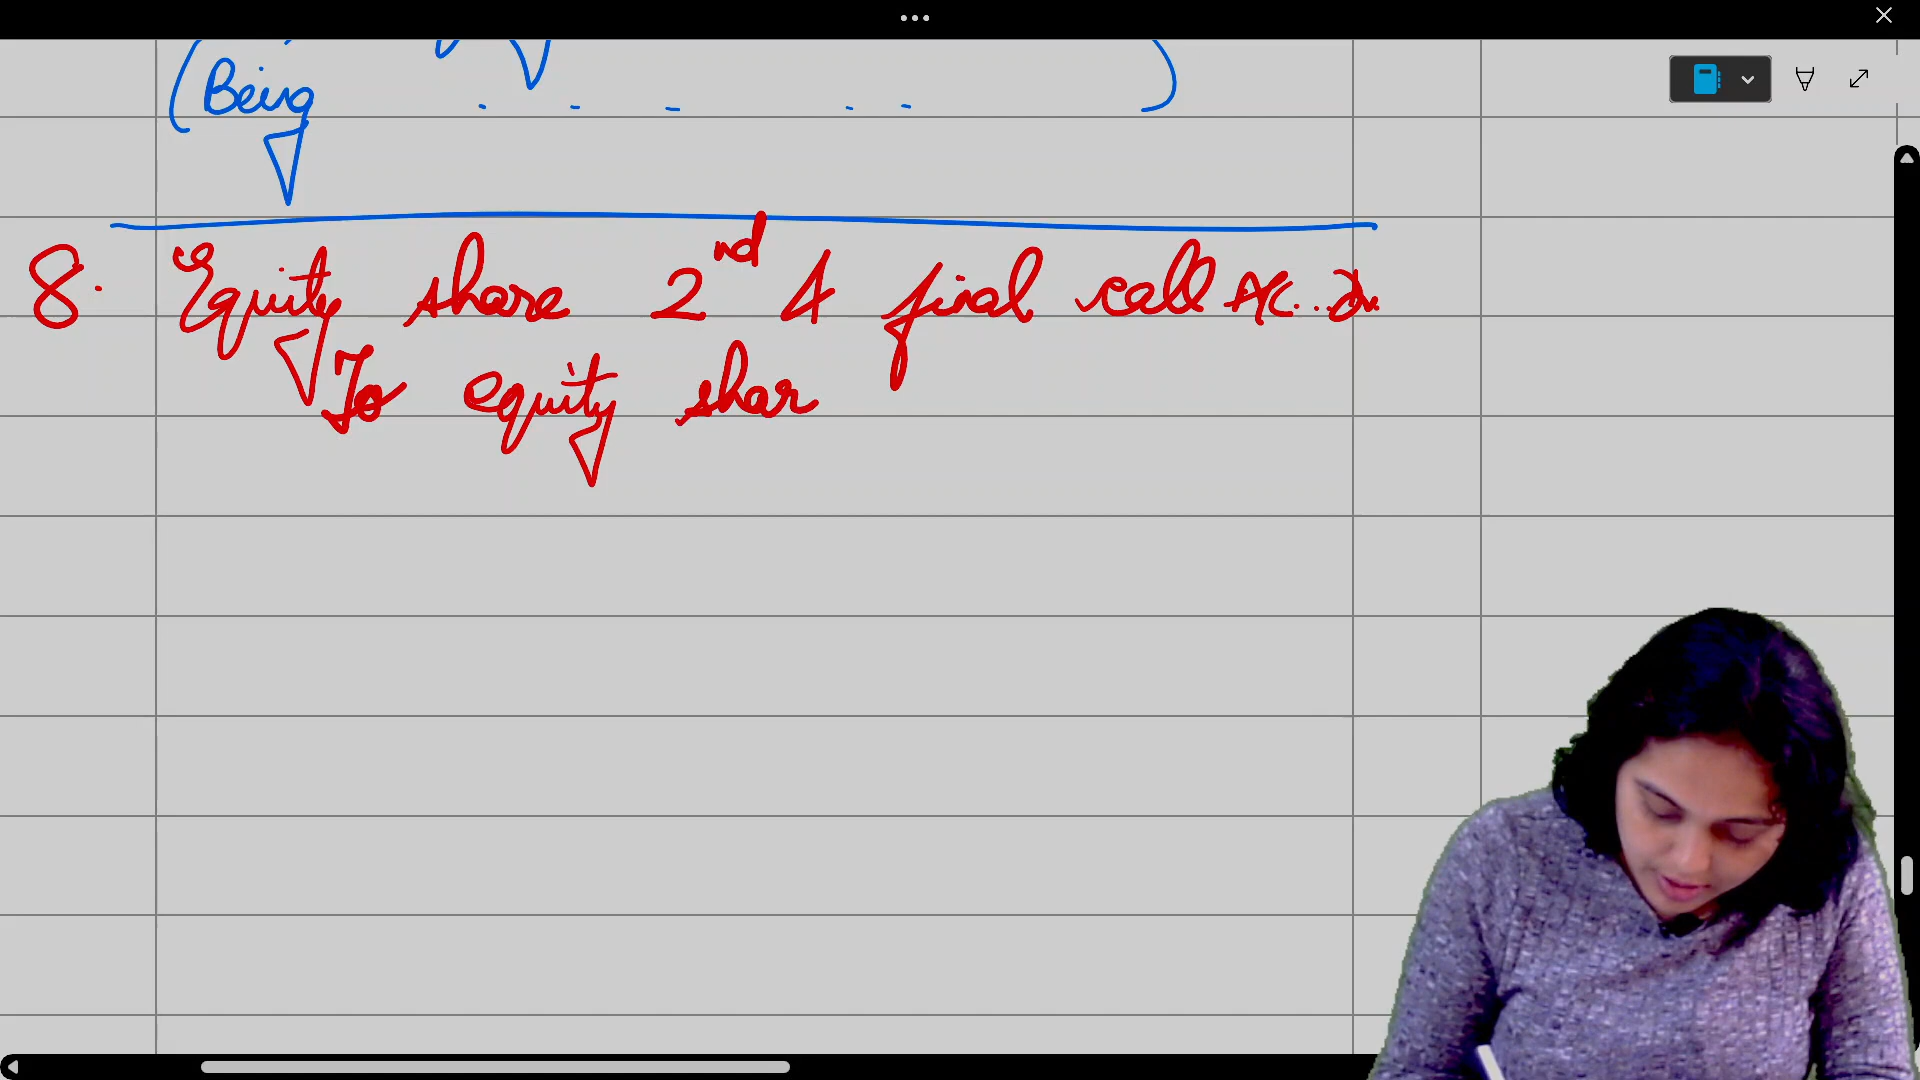 (Being - - - - - )
8. Equity share 2nd & final call A/c..Dr
To equity shar